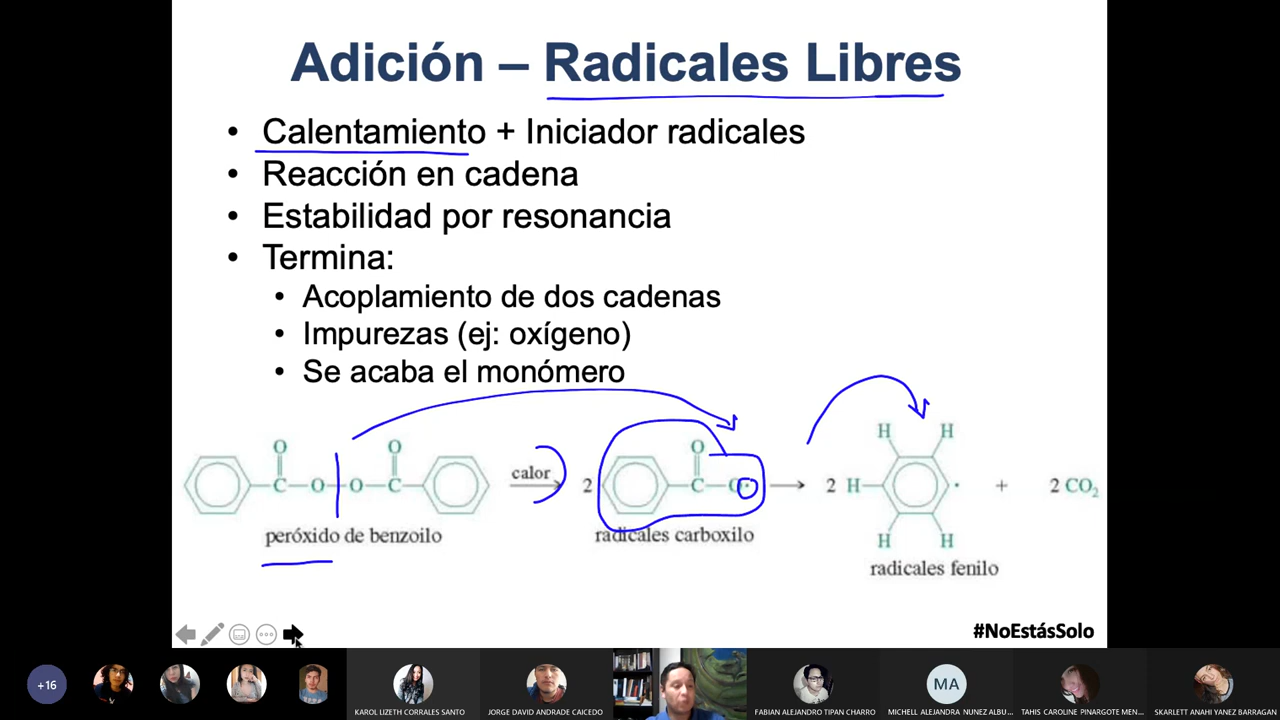 Adición – Radicales Libres
• Calentamiento + Iniciador radicales
• Reacción en cadena
• Estabilidad por resonancia
• Termina:
• Acoplamiento de dos cadenas
• Impurezas (ej: oxígeno)
• Se acaba el monómero
O O O H H
C O O C calor 2 C O· 2 H · + 2 CO₂
H H
peróxido de benzoilo radicales carboxilo
radicales fenilo
#NoEstásSolo
+16 MA
KAROL LIZETH CORRALES SANTO JORGE DAVID ANDRADE CAICEDO FABIAN ALEJANDRO TIPAN CHARRO MICHELL ALEJANDRA NUNEZ ALBU... TAHIS CAROLINE PINARGOTE MEN... SKARLETT ANAHI YANEZ BARRAGAN